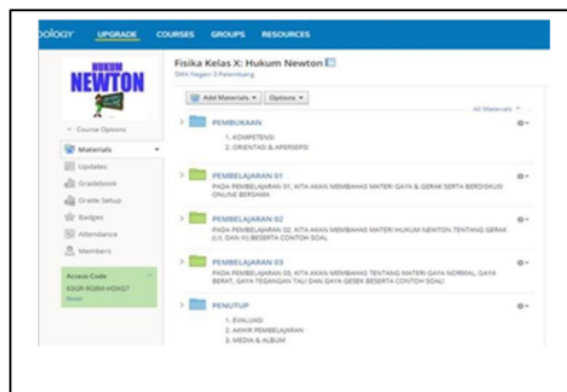 oology UPGRADE COURSES GROUPS RESOURCES
HUKUM
NEWTON
Fisika Kelas X: Hukum Newton
SMA Negeri 3 Palembang
Add Materials Options
All Materials
Course Options
Materials
Updates
Gradebook
Grade Setup
Badges
Attendance
Members
Access Code
Reset
PEMBUKAAN
1. KOMPETENSI
2. ORIENTASI & APERSEPSI
PEMBELAJARAN 01
PADA PEMBELAJARAN 01, KITA AKAN MEMBAHAS MATERI GAYA & GERAK SERTA BERDISKUSI
ONLINE BERSAMA
PEMBELAJARAN 02
PADA PEMBELAJARAN 02, KITA AKAN MEMBAHAS MATERI HUKUM NEWTON TENTANG GERAK
(I,II, DAN III) BESERTA CONTOH SOAL
PEMBELAJARAN 03
PADA PEMBELAJARAN 03, KITA AKAN MEMBAHAS TENTANG MATERI GAYA NORMAL, GAYA
BERAT, GAYA TEGANGAN TALI DAN GAYA GESEK BESERTA CONTOH SOAL!
PENUTUP
1. EVALUASI
2. AKHIR PEMBELAJARAN
3. MEDIA & ALBUM